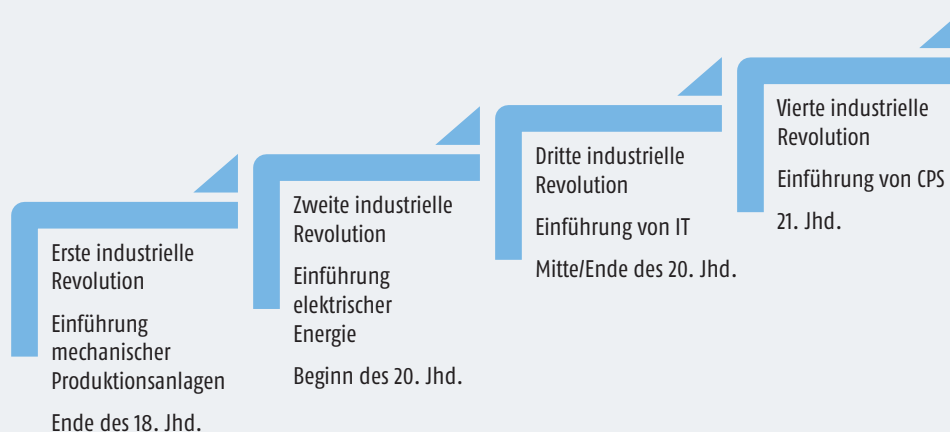 Erste industrielle
Revolution
Einführung
mechanischer
Produktionsanlagen
Ende des 18. Jhd.
Zweite industrielle
Revolution
Einführung
elektrischer
Energie
Beginn des 20. Jhd.
Dritte industrielle
Revolution
Einführung von IT
Mitte/Ende des 20. Jhd.
Vierte industrielle
Revolution
Einführung von CPS
21. Jhd.